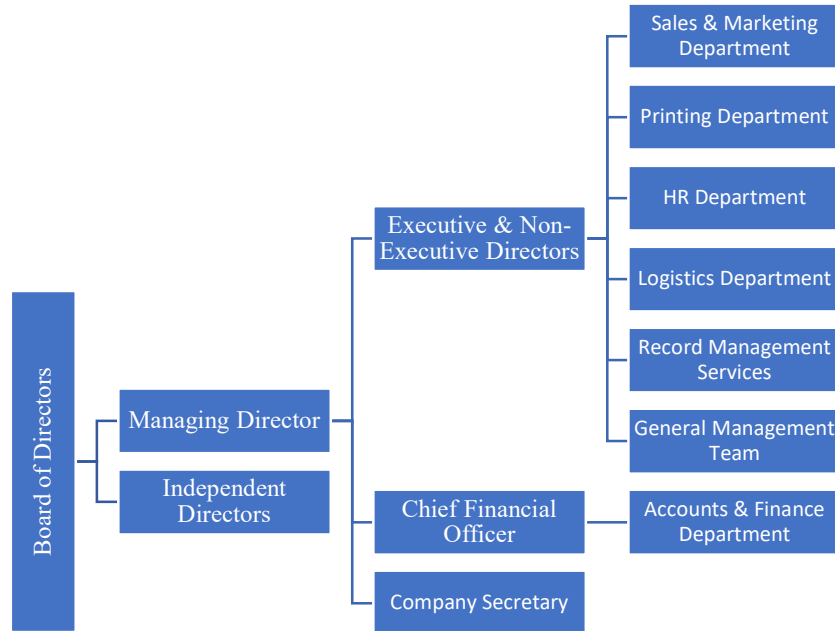 Board of Directors
Managing Director
Independent
Directors
Executive & Non-
Executive Directors
Chief Financial
Officer
Company Secretary
Sales & Marketing
Department
Printing Department
HR Department
Logistics Department
Record Management
Services
General Management
Team
Accounts & Finance
Department